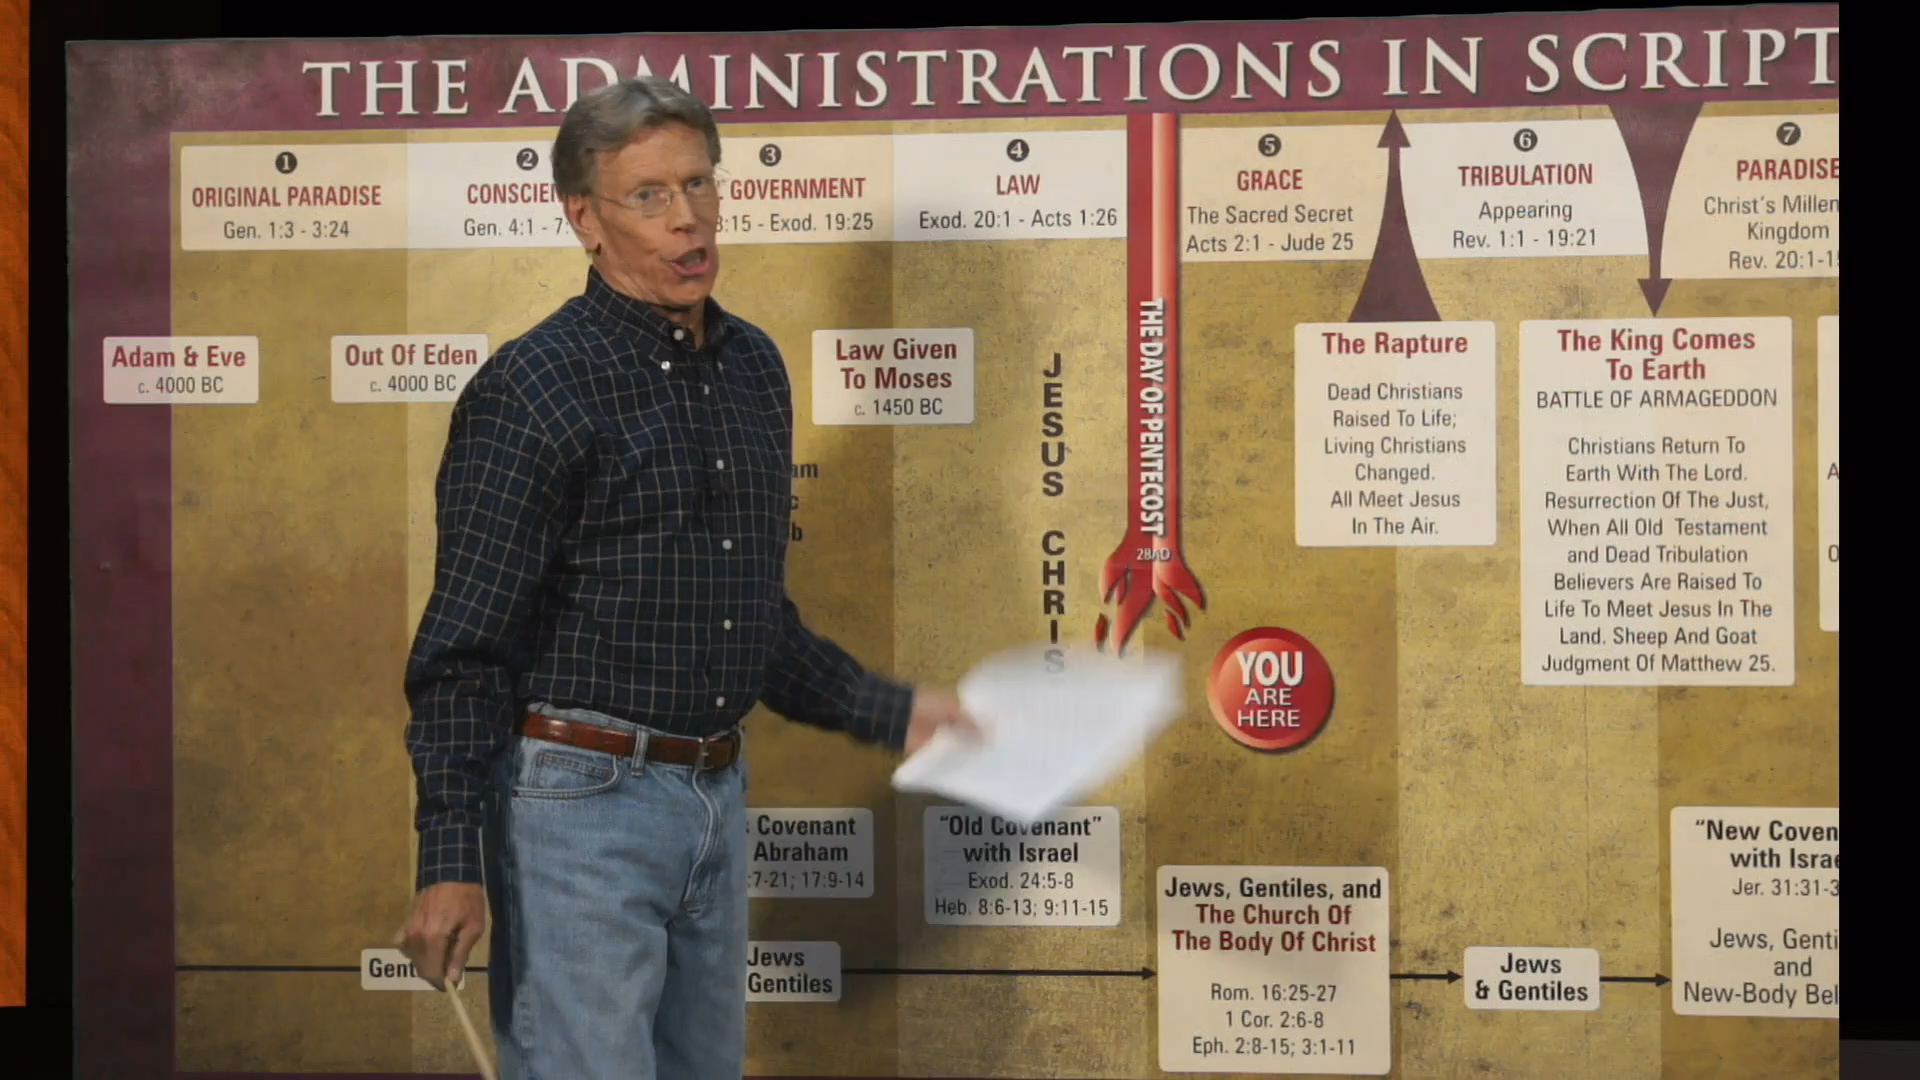 THE ADMINISTRATIONS IN
1
ORIGINAL PARADISE
Gen. 1:3 - 3:24
2
Gen. 4:1 -
3
GOVERNMENT
:15 - Exod. 19:25
4
LAW
Exod. 20:1 - Acts 1:26
5
GRACE
The Sacred Secret
Acts 2:1 - Jude 25
6
TRIBULATION
Appearing
Rev. 1:1 - 19:21
7
PARADISE
Christ's
Kingdom
Rev. 20:1-1
Adam & Eve
c. 4000 BC
Out Of Eden
c. 4000 BC
Law Given
To Moses
c. 1450 BC
JESUS CHRIS
THE DAY OF PENTECOST
28AD
The Rapture
Dead Christians
Raised To Life;
Living Christians
Changed.
All Meet Jesus
In The Air.
The King Comes
To Earth
BATTLE OF ARMAGEDDON
Christians Return To
Earth With The Lord.
Resurrection Of The Just,
When All Old Testament
and Dead Tribulation
Believers Are Raised To
Life To Meet Jesus In The
Land. Sheep And Goat
Judgment Of Matthew 25.
YOU
ARE
HERE
Covenant
Abraham
:7-21; 17:9-14
"Old Covenant"
with Israel
Exod. 24:5-8
Heb. 8:6-13; 9:11-15
Jews, Gentiles, and
The Church Of
The Body Of Christ
Rom. 16:25-27
1 Cor. 2:6-8
Eph. 2:8-15; 3:1-11
"New Coven
with Israe
Jer. 31:31-3
Jews, Genti
and
New-Body Bel
Gent
Jews
Gentiles
Jews
& Gentiles